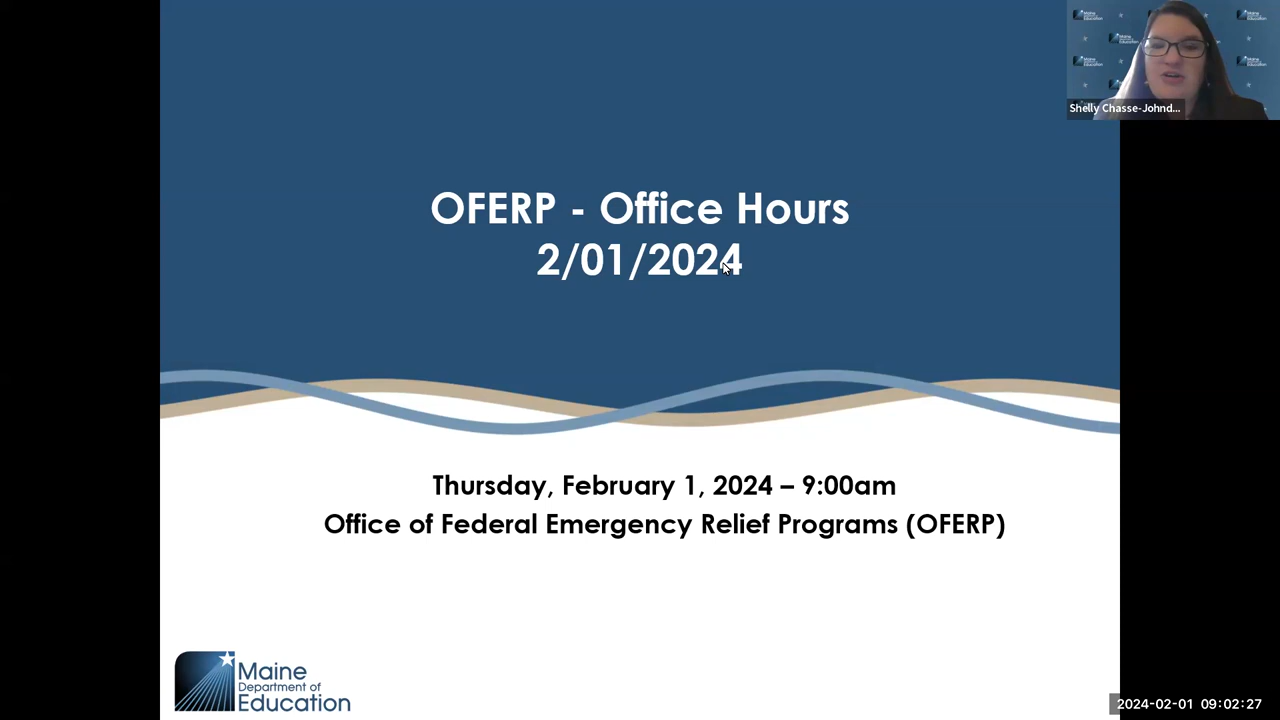 OFERP - Office Hours
2/01/2024
Thursday, February 1, 2024 – 9:00am
Office of Federal Emergency Relief Programs (OFERP)
Maine
Department of
Education
Shelly Chasse-Johnd...
2024-02-01 09:02:27